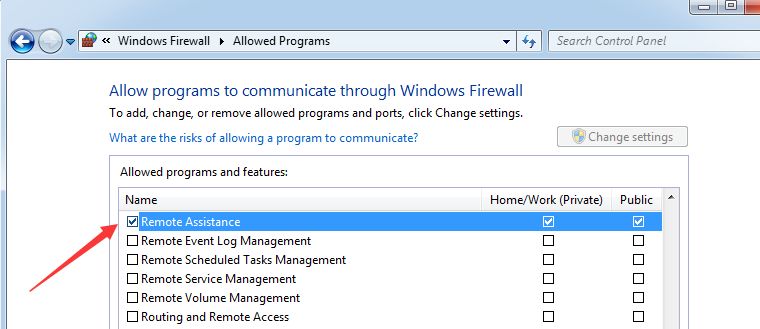 « Windows Firewall ▸ Allowed Programs Search Control Panel
Allow programs to communicate through Windows Firewall
To add, change, or remove allowed programs and ports, click Change settings.
What are the risks of allowing a program to communicate? Change settings
Allowed programs and features:
Name Home/Work (Private) Public
Remote Assistance
Remote Event Log Management
Remote Scheduled Tasks Management
Remote Service Management
Remote Volume Management
Routing and Remote Access